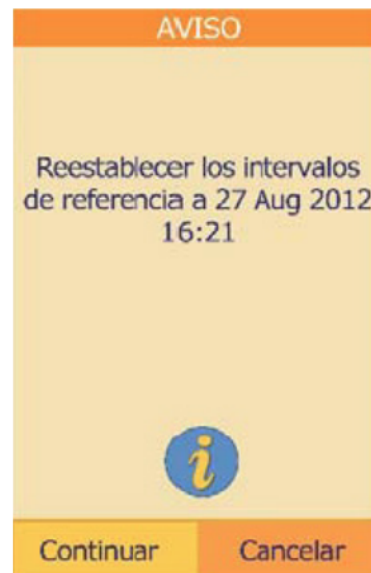 AVISO
Reestablecer los intervalos
de referencia a 27 Aug 2012
16:21
i
Continuar Cancelar